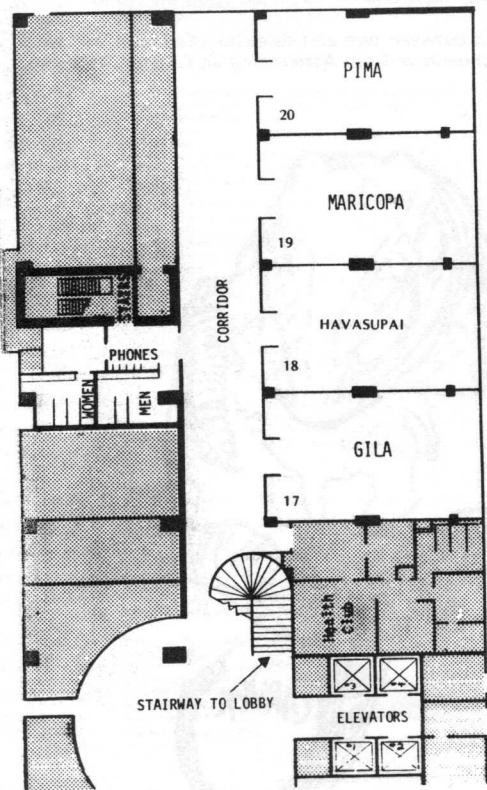 PIMA
20
MARICOPA
19
CORRIDOR
HAVASUPAI
18
STAIRS
PHONES
WOMEN
MEN
GILA
17
Health
Club
STAIRWAY TO LOBBY
ELEVATORS